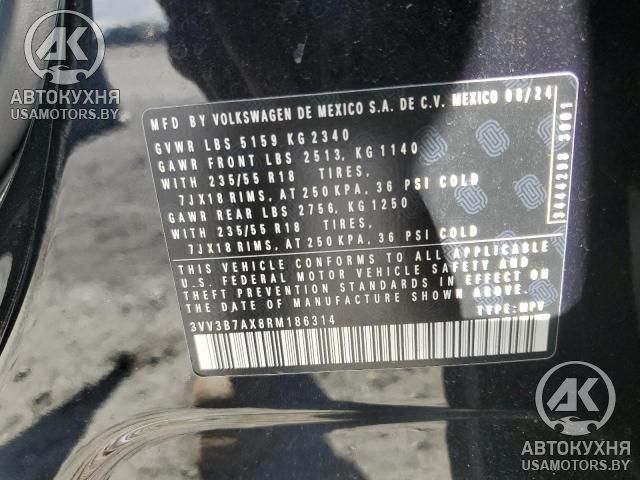 AK
АВТОКУХНЯ
USAMOTORS.BY
MFD BY VOLKSWAGEN DE MEXICO S.A. DE C.V. MEXICO 08/24
GVWR LBS 5159 KG 2340
GAWR FRONT LBS 2513, KG 1140
WITH 235/55 R18 TIRES,
7JX18 RIMS, AT 250 KPA, 36 PSI COLD
GAWR REAR LBS 2756, KG 1250
WITH 235/55 R18 TIRES,
7JX18 RIMS, AT 250 KPA, 36 PSI COLD
THIS VEHICLE CONFORMS TO ALL APPLICABLE
U.S. FEDERAL MOTOR VEHICLE SAFETY AND
THEFT PREVENTION STANDARDS IN EFFECT ON
THE DATE OF MANUFACTURE SHOWN ABOVE.
3VV3B7AX8RM186314 TYPE: MPV
AK
АВТОКУХНЯ
USAMOTORS.BY